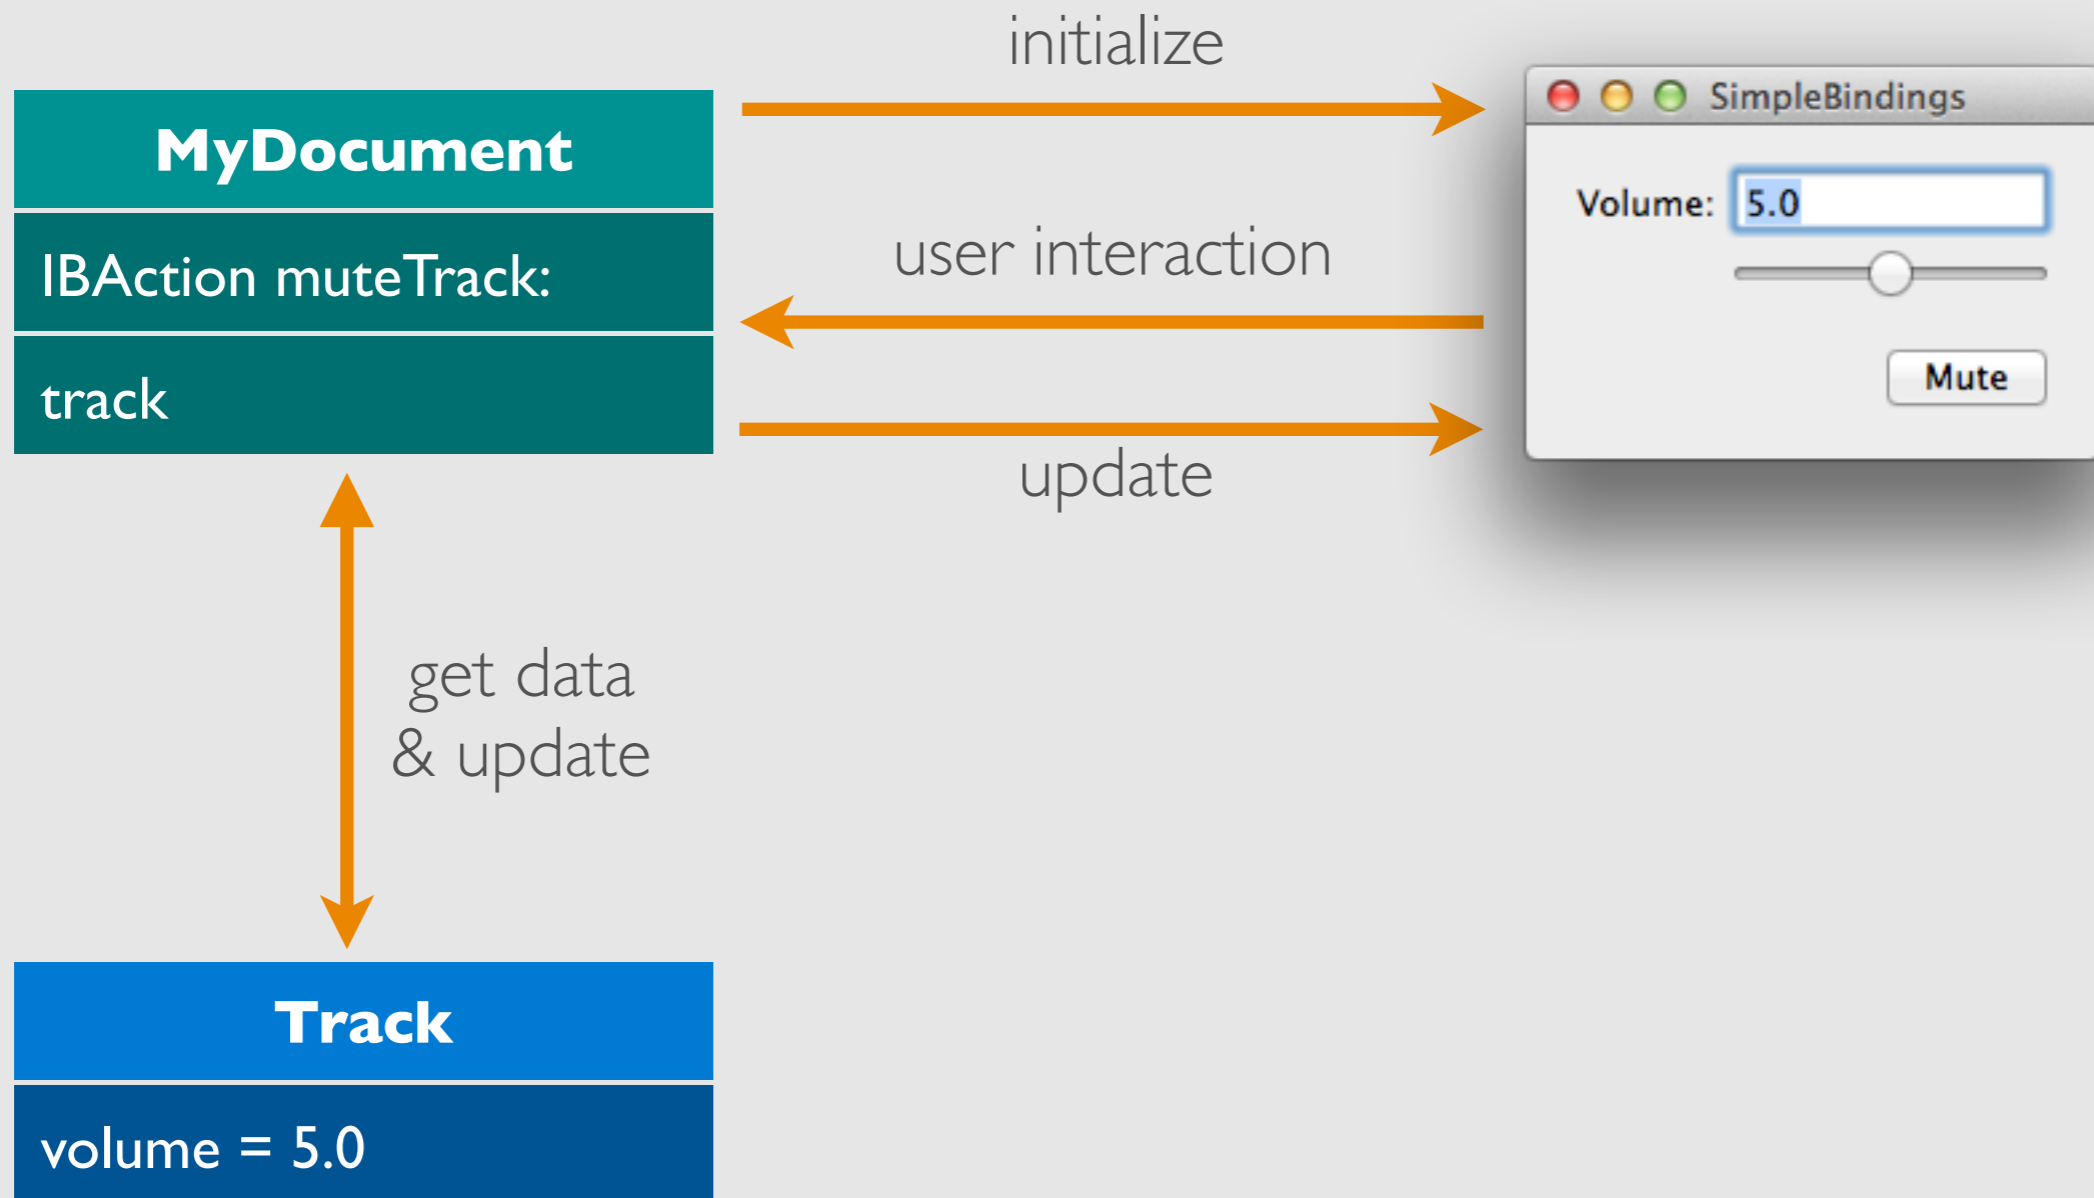 initialize
MyDocument
IBAction muteTrack:
track
user interaction
update
SimpleBindings
Volume: 5.0
Mute
get data
& update
Track
volume = 5.0